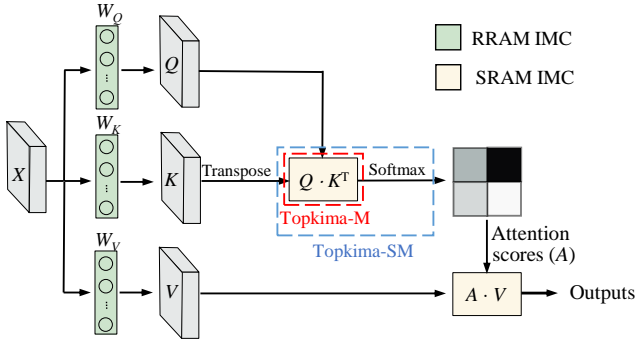 W_Q
Q
RRAM IMC
SRAM IMC
W_K
X
K
Transpose
Q · K^T
Softmax
Topkima-M
Topkima-SM
Attention
scores (A)
W_V
V
A · V
Outputs